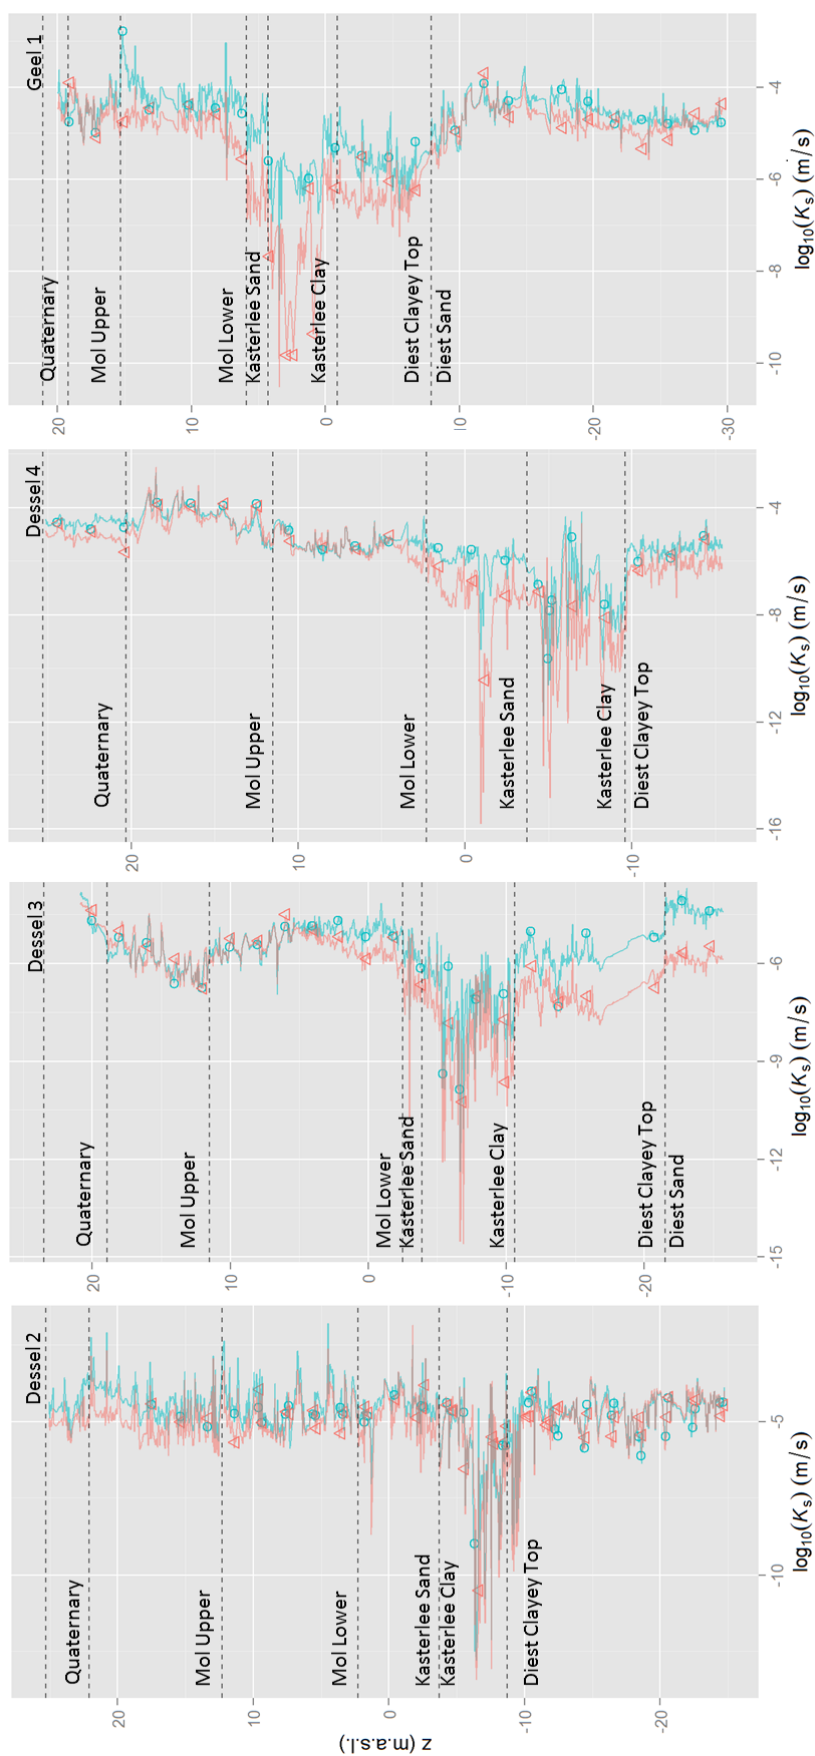 Geel 1
Quaternary
Mol Upper
Mol Lower
Kasterlee Sand
Kasterlee Clay
Diest Clayey Top
Diest Sand
20
10
0
-10
-20
-30
-10
-8
-6
-4
log10(Ks) (m/s)
Dessel 4
Quaternary
Mol Upper
Mol Lower
Kasterlee Sand
Kasterlee Clay
Diest Clayey Top
20
10
0
-10
-16
-12
-8
-4
log10(Ks) (m/s)
Dessel 3
Quaternary
Mol Upper
Mol Lower
Kasterlee Sand
Kasterlee Clay
Diest Clayey Top
Diest Sand
20
10
0
-10
-20
-15
-12
-9
-6
log10(Ks) (m/s)
Dessel 2
Quaternary
Mol Upper
Mol Lower
Kasterlee Sand
Kasterlee Clay
Diest Clayey Top
20
10
0
-10
-20
z (m.a.s.l.)
-10
-5
log10(Ks) (m/s)